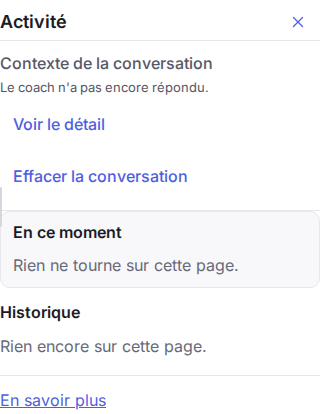 Activité
Contexte de la conversation
Le coach n'a pas encore répondu.
Voir le détail
Effacer la conversation
En ce moment
Rien ne tourne sur cette page.
Historique
Rien encore sur cette page.
En savoir plus